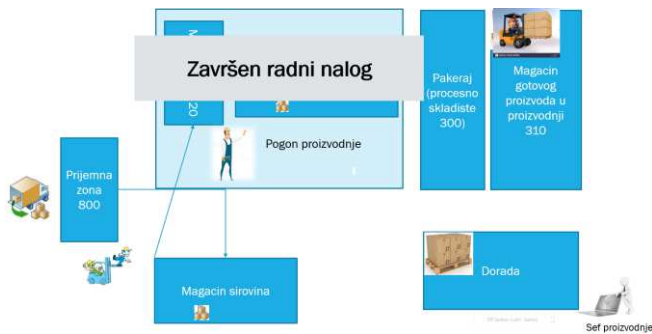 Završen radni nalog
20
Pogon proizvodnje
Pakeraj
(procesno
skladiste
300)
Magacin
gotovog
proizvoda u
proizvodnji
310
Prijemna
zona
800
Magacin sirovina
Dorada
Sef proizvodnje